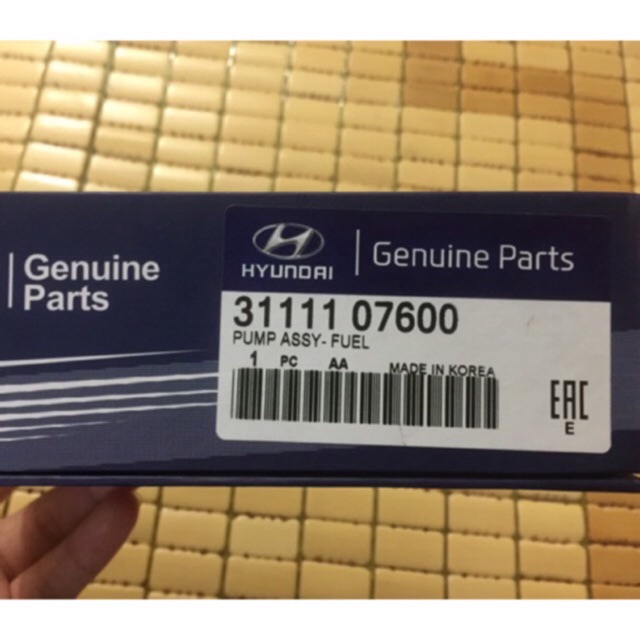 Genuine
Parts
HYUNDAI
Genuine Parts
31111 07600
PUMP ASSY- FUEL
1 PC AA MADE IN KOREA
EAC
E